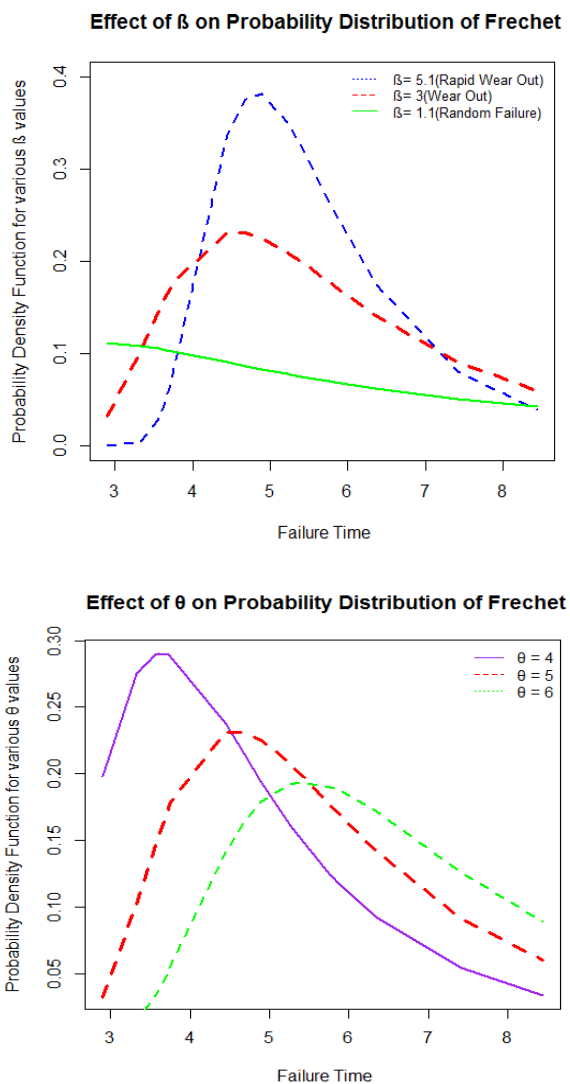 Effect of ß on Probability Distribution of Frechet
Probability Density Function for various ß values
0.4
0.3
0.2
0.1
0.0
ß= 5.1(Rapid Wear Out)
ß= 3(Wear Out)
ß= 1.1(Random Failure)
3 4 5 6 7 8
Failure Time
Effect of θ on Probability Distribution of Frechet
Probability Density Function for various θ values
0.30
0.25
0.20
0.15
0.10
0.05
θ = 4
θ = 5
θ = 6
3 4 5 6 7 8
Failure Time